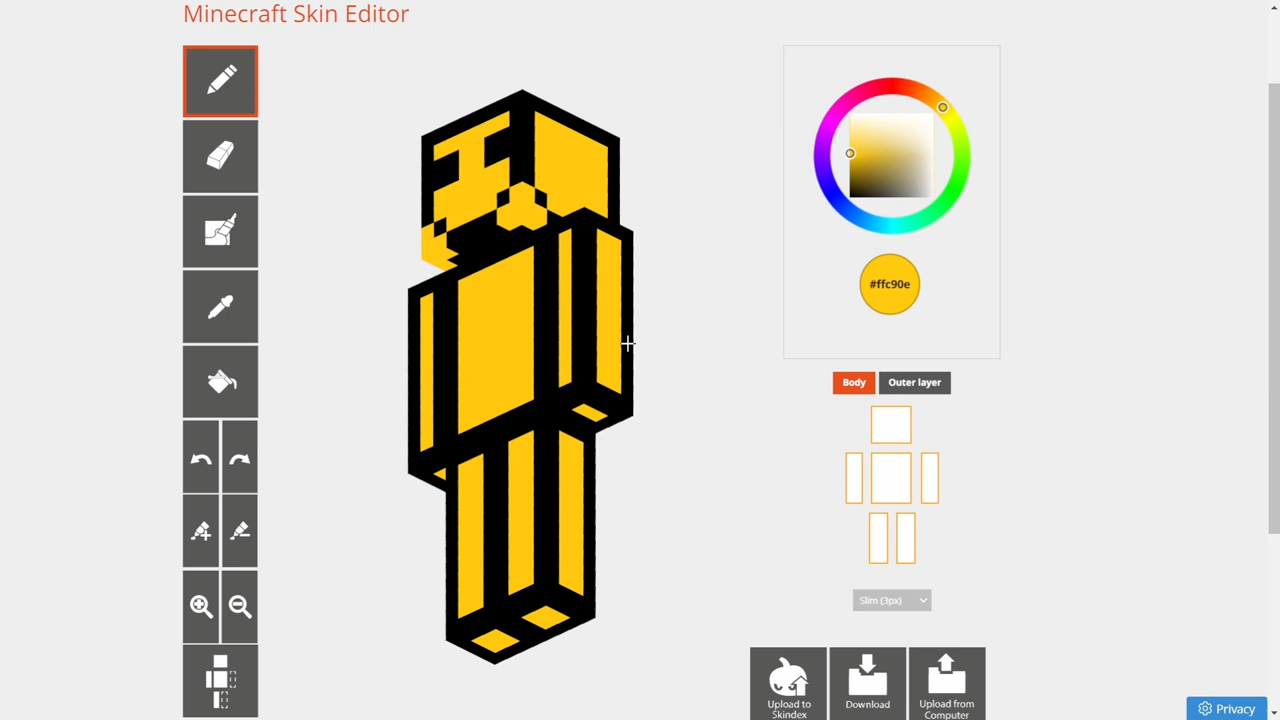 Minecraft Skin Editor
#ffc90e
Body
Outer layer
Slim (3px)
Upload to
Skindex
Download
Upload from
Computer
Privacy